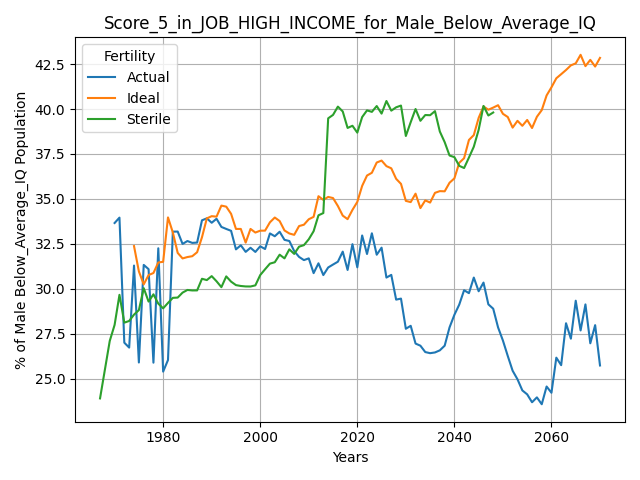 Score_5_in_JOB_HIGH_INCOME_for_Male_Below_Average_IQ
% of Male Below_Average_IQ Population
42.5
40.0
37.5
35.0
32.5
30.0
27.5
25.0
Fertility
Actual
Ideal
Sterile
1980
2000
2020
2040
2060
Years